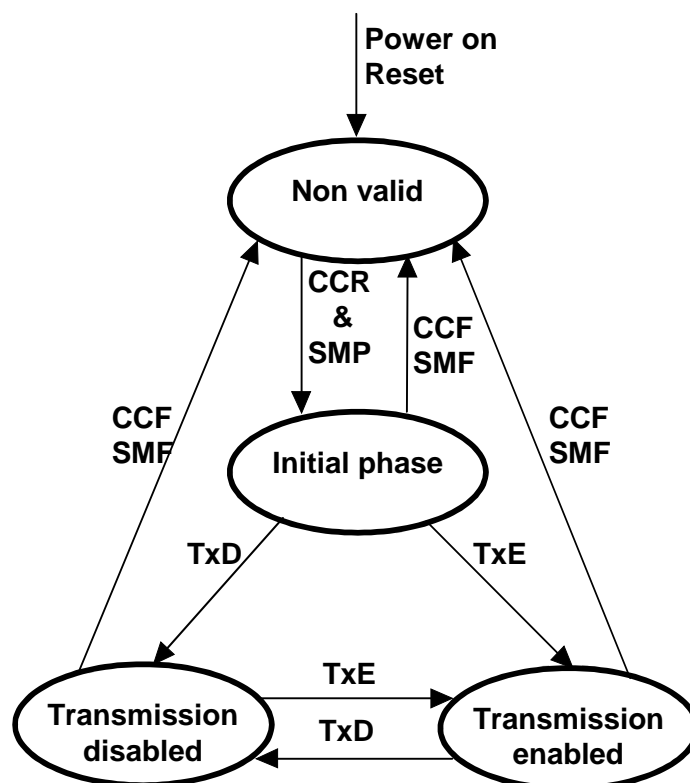 Power on
Reset
Non valid
CCR
&
SMP
CCF
SMF
CCF
SMF
CCF
SMF
Initial phase
TxD
TxE
TxE
Transmission
disabled
TxD
Transmission
enabled